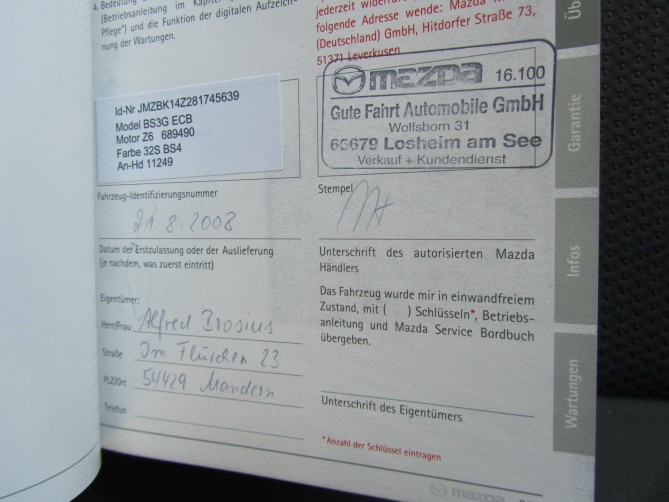 4. Bedeutung
(Betriebsanleitung im Kapitel
Pflege") und die Funktion der digitalen Aufzeich-
nung der Wartungen.
jederzeit widerrufen
folgende Adresse wende: Mazda
(Deutschland) GmbH, Hitdorfer Straße 73,
51371 Leverkusen
Id-Nr JMZBK14Z281745639
Model BS3G ECB
Motor Z6 689490
Farbe 32S BS4
An-Hd 11249
mazda 16.100
Gute Fahrt Automobile GmbH
Wolfsborn 31
66679 Losheim am See
Verkauf + Kundendienst
Fahrzeug-Identifizierungsnummer
21 8.2008
Datum der Erstzulassung oder der Auslieferung
(je nachdem, was zuerst eintritt)
Eigentümer:
Herr/Frau Alfred Brosius
Straße Im Flürchen 23
PLZ/Ort 54429 Mandern
Telefon
Stempel
Unterschrift des autorisierten Mazda
Händlers
Das Fahrzeug wurde mir in einwandfreiem
Zustand, mit ( ) Schlüsseln*, Betriebs-
anleitung und Mazda Service Bordbuch
übergeben.
Unterschrift des Eigentümers
*Anzahl der Schlüssel eintragen
mazda
Garantie
Infos
Wartungen